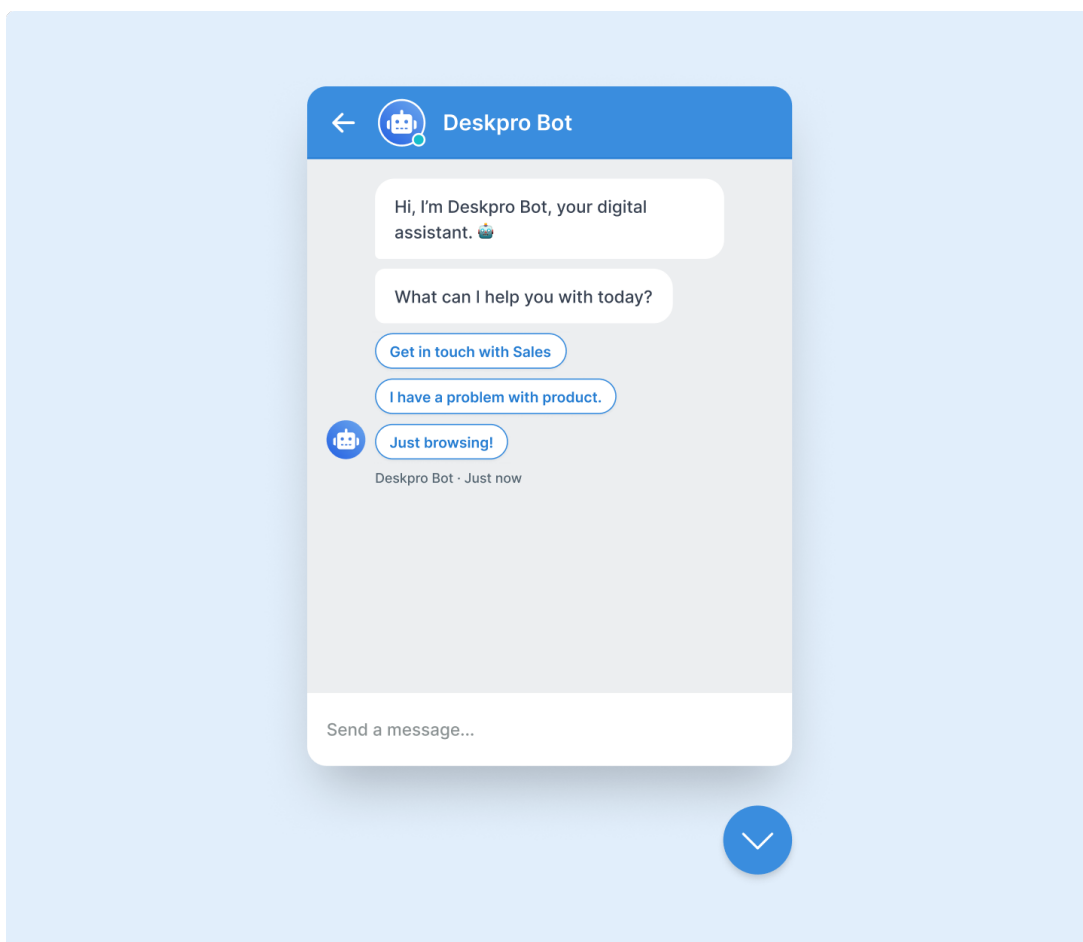 Deskpro Bot
Hi, I’m Deskpro Bot, your digital
assistant. 🤖
What can I help you with today?
Get in touch with Sales
I have a problem with product.
Just browsing!
Deskpro Bot · Just now
Send a message...